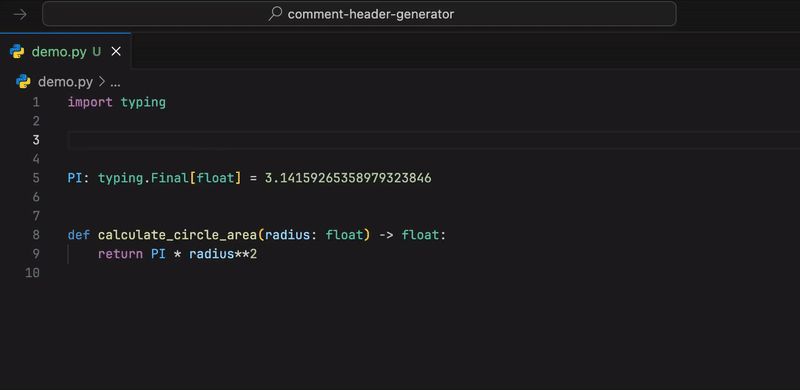 comment-header-generator
demo.py U
demo.py > ...
1 import typing
2
3
4
5 PI: typing.Final[float] = 3.14159265358979323846
6
7
8 def calculate_circle_area(radius: float) -> float:
9     return PI * radius**2
10